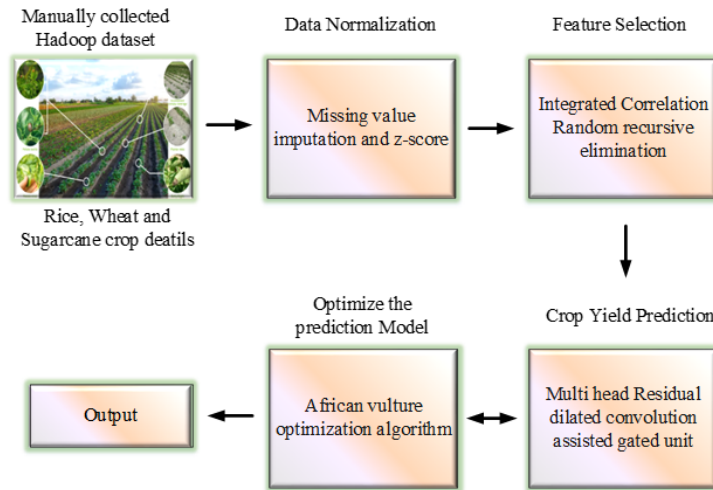 Manually collected
Hadoop dataset
Rice, Wheat and
Sugarcane crop deatils
Data Normalization
Missing value
imputation and z-score
Feature Selection
Integrated Correlation
Random recursive
elimination
Crop Yield Prediction
Multi head Residual
dilated convolution
assisted gated unit
Optimize the
prediction Model
African vulture
optimization algorithm
Output